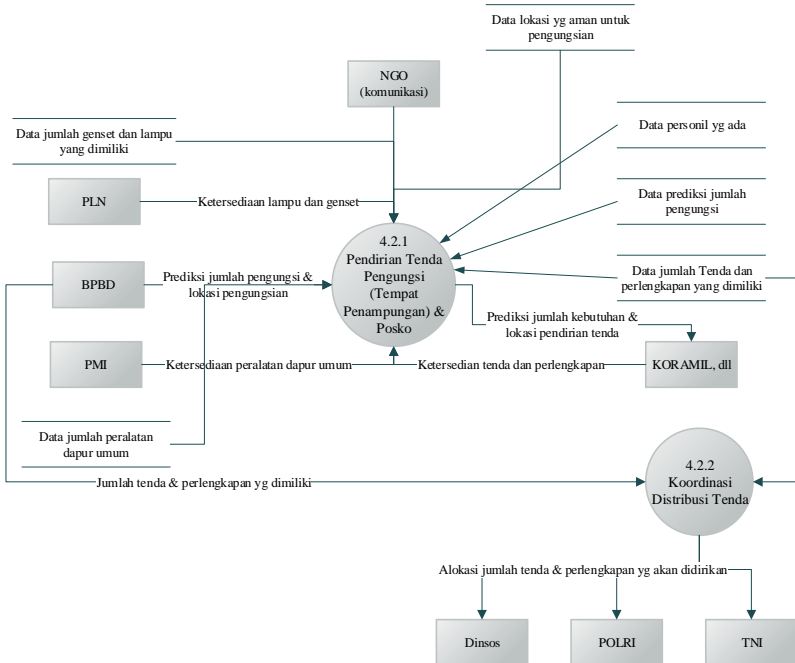 Data lokasi yg aman untuk
pengungsian
NGO
(komunikasi)
Data jumlah genset dan lampu
yang dimiliki
Data personil yg ada
PLN
Ketersediaan lampu dan genset
Data prediksi jumlah
pengungsi
4.2.1
Pendirian Tenda
Pengungsi
(Tempat
Penampungan) &
Posko
BPBD
Prediksi jumlah pengungsi &
lokasi pengungsian
Data jumlah Tenda dan
perlengkapan yang dimiliki
Prediksi jumlah kebutuhan &
lokasi pendirian tenda
PMI
Ketersediaan peralatan dapur umum
Ketersedian tenda dan perlengkapan
KORAMIL, dll
Data jumlah peralatan
dapur umum
4.2.2
Koordinasi
Distribusi Tenda
Jumlah tenda & perlengkapan yg dimiliki
Alokasi jumlah tenda & perlengkapan yg akan didirikan
Dinsos
POLRI
TNI